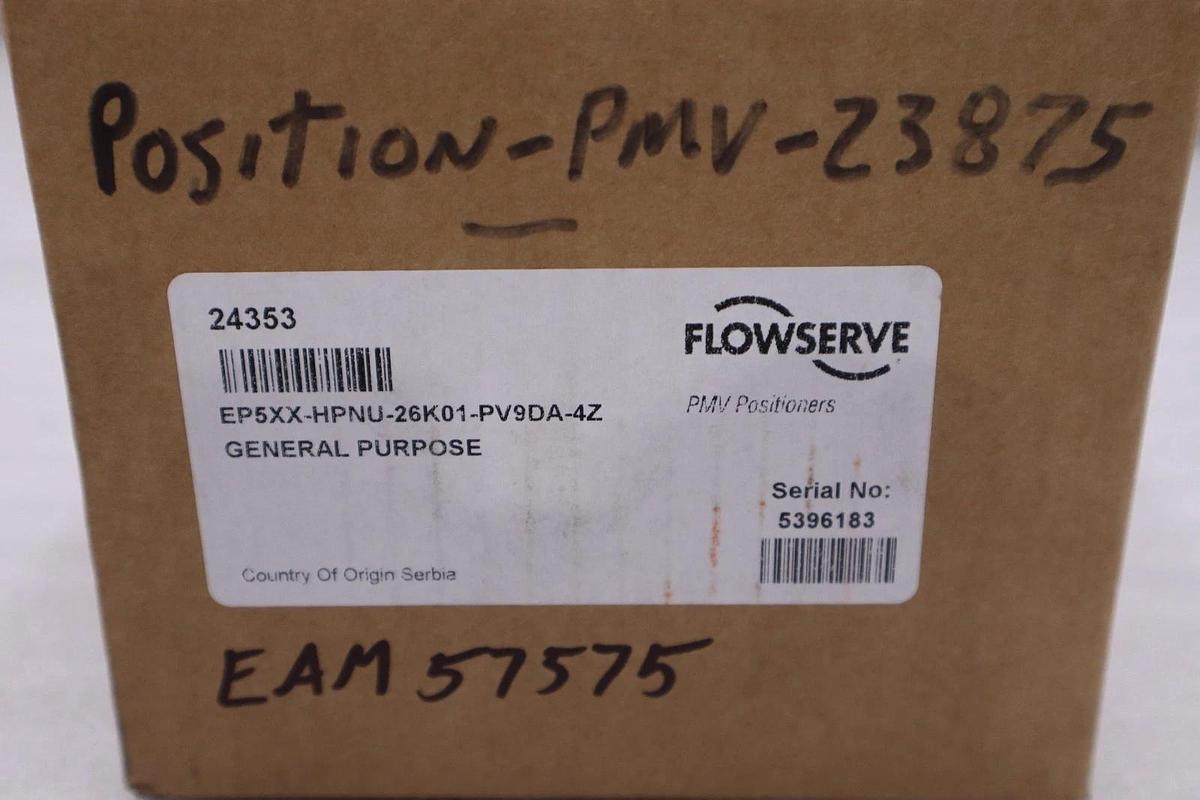 POSITION-PMV-23875
24353
FLOWSERVE
EP5XX-HPNU-26K01-PV9DA-4Z
PMV Positioners
GENERAL PURPOSE
Serial No:
5396183
Country Of Origin Serbia
EAM 57575